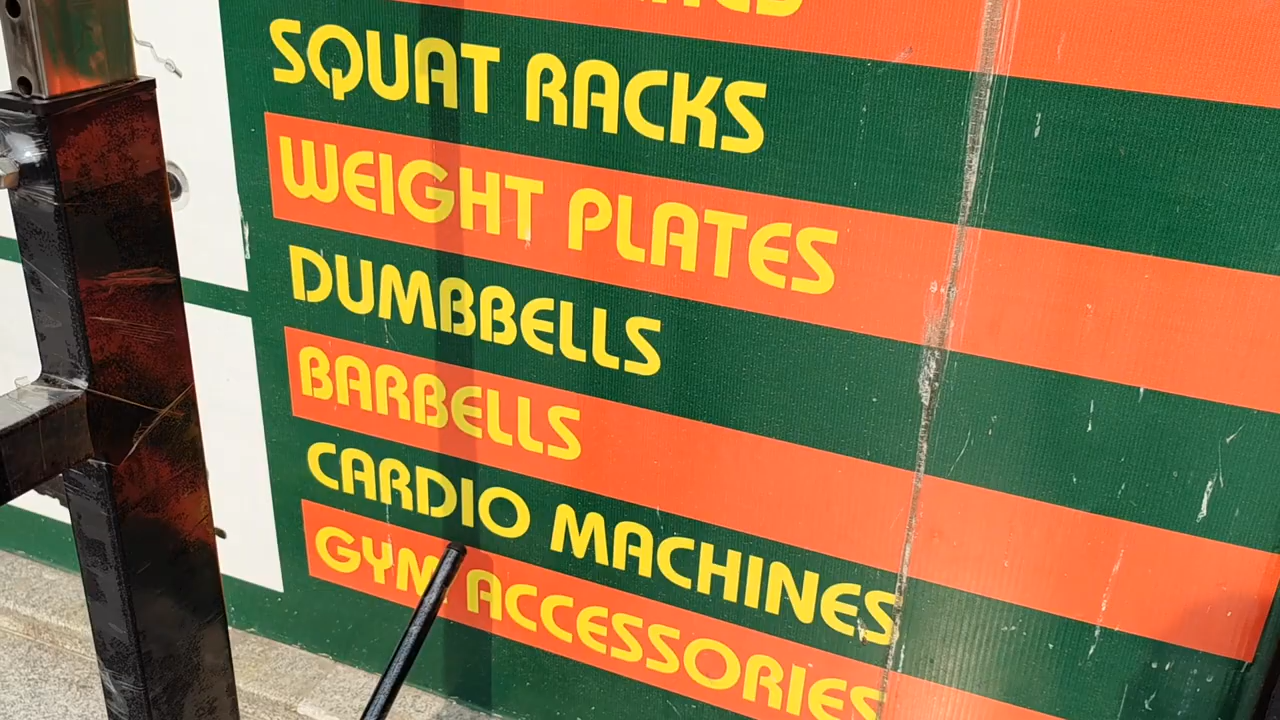 SQUAT RACKS
WEIGHT PLATES
DUMBBELLS
BARBELLS
CARDIO MACHINES
GYM ACCESSORIES